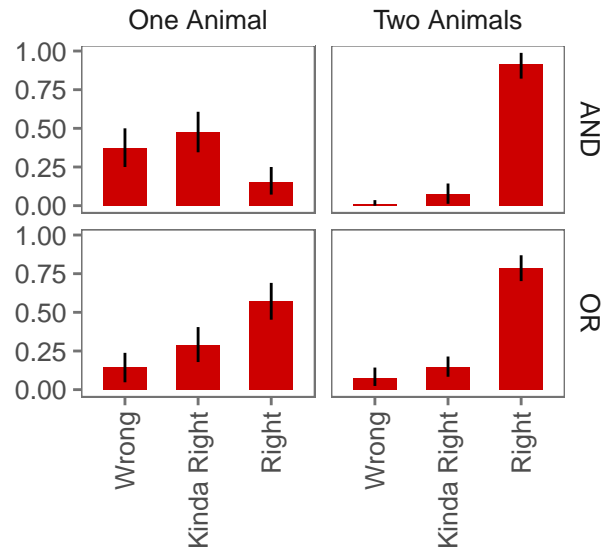 One Animal Two Animals
1.00
0.75
0.50
0.25
0.00
AND
1.00
0.75
0.50
0.25
0.00
OR
Wrong
Kinda Right
Right
Wrong
Kinda Right
Right